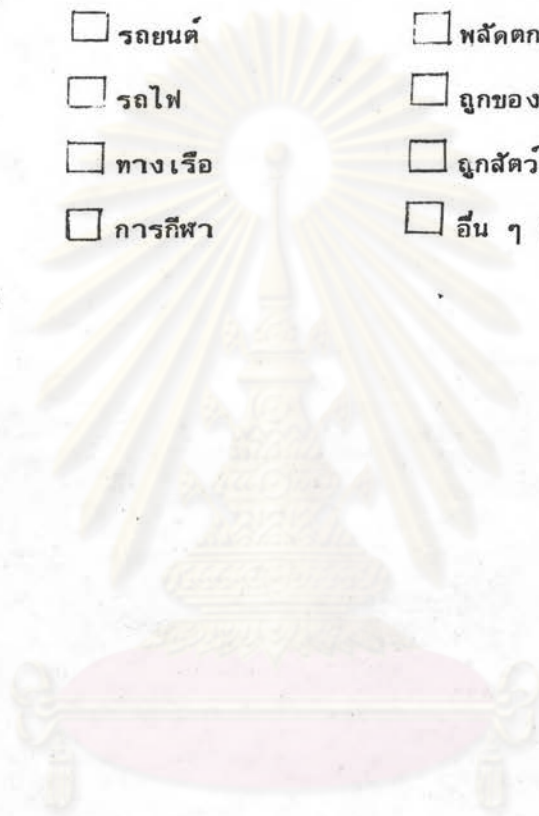 ☐ รถยนต์ ☐ พลัดตก
☐ รถไฟ ☐ ถูกของ
☐ ทางเรือ ☐ ถูกสัตว์
☐ การกีฬา ☐ อื่น ๆ